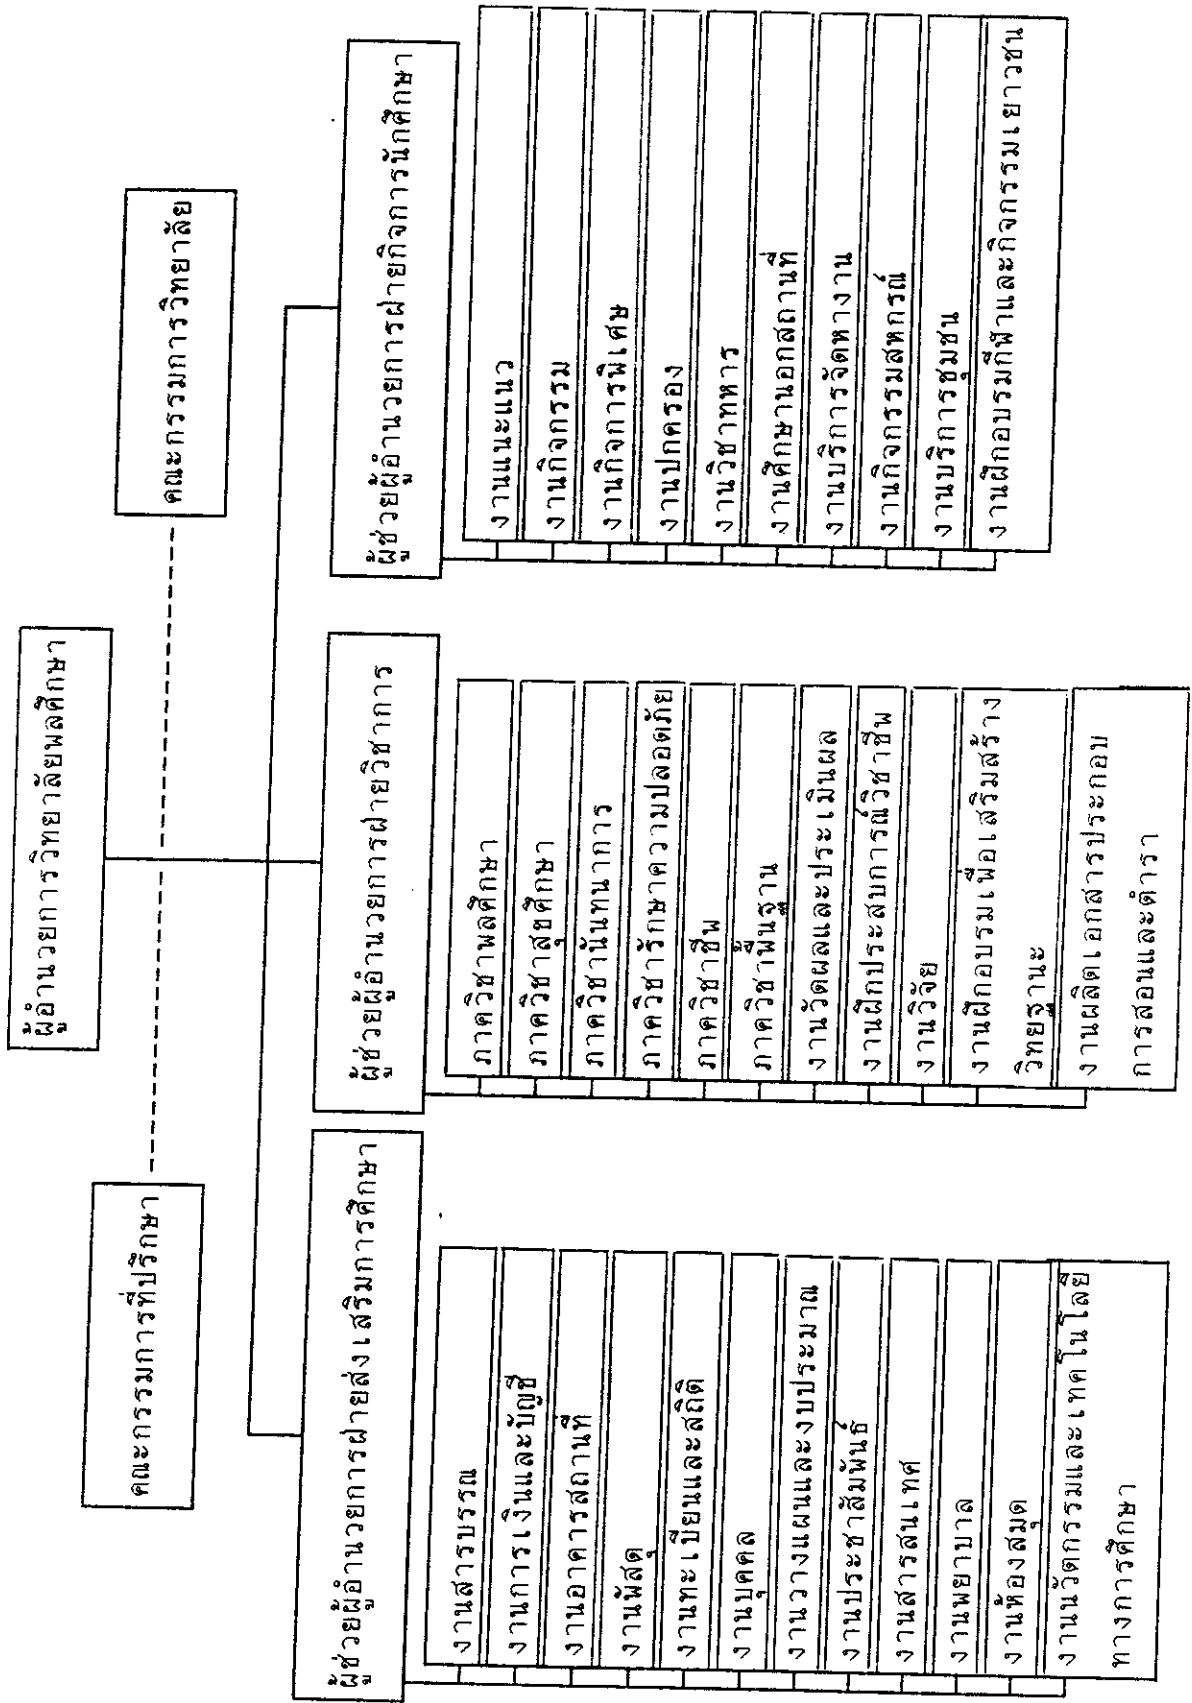 ผู้อำนวยการวิทยาลัยพลศึกษา
คณะกรรมการที่ปรึกษา
คณะกรรมการวิทยาลัย
ผู้ช่วยผู้อำนวยการฝ่ายส่งเสริมการศึกษา
งานสารบรรณ
งานการเงินและบัญชี
งานอาคารสถานที่
งานพัสดุ
งานทะเบียนและสถิติ
งานบุคคล
งานวางแผนและงบประมาณ
งานประชาสัมพันธ์
งานสารสนเทศ
งานพยาบาล
งานห้องสมุด
งานนวัตกรรมและเทคโนโลยี
ทางการศึกษา
ผู้ช่วยผู้อำนวยการฝ่ายวิชาการ
ภาควิชาพลศึกษา
ภาควิชาสุขศึกษา
ภาควิชานันทนาการ
ภาควิชารักษาความปลอดภัย
ภาควิชาชีพ
ภาควิชาพื้นฐาน
งานวัดผลและประเมินผล
งานฝึกประสบการณ์วิชาชีพ
งานวิจัย
งานฝึกอบรมเพื่อเสริมสร้าง
วิทยฐานะ
งานผลิตเอกสารประกอบ
การสอนและตำรา
ผู้ช่วยผู้อำนวยการฝ่ายกิจการนักศึกษา
งานแนะแนว
งานกิจกรรม
งานกิจการพิเศษ
งานปกครอง
งานวิชาทหาร
งานศึกษานอกสถานที่
งานบริการจัดหางาน
งานกิจกรรมสหกรณ์
งานบริการชุมชน
งานฝึกอบรมกีฬาและกิจกรรมเยาวชน